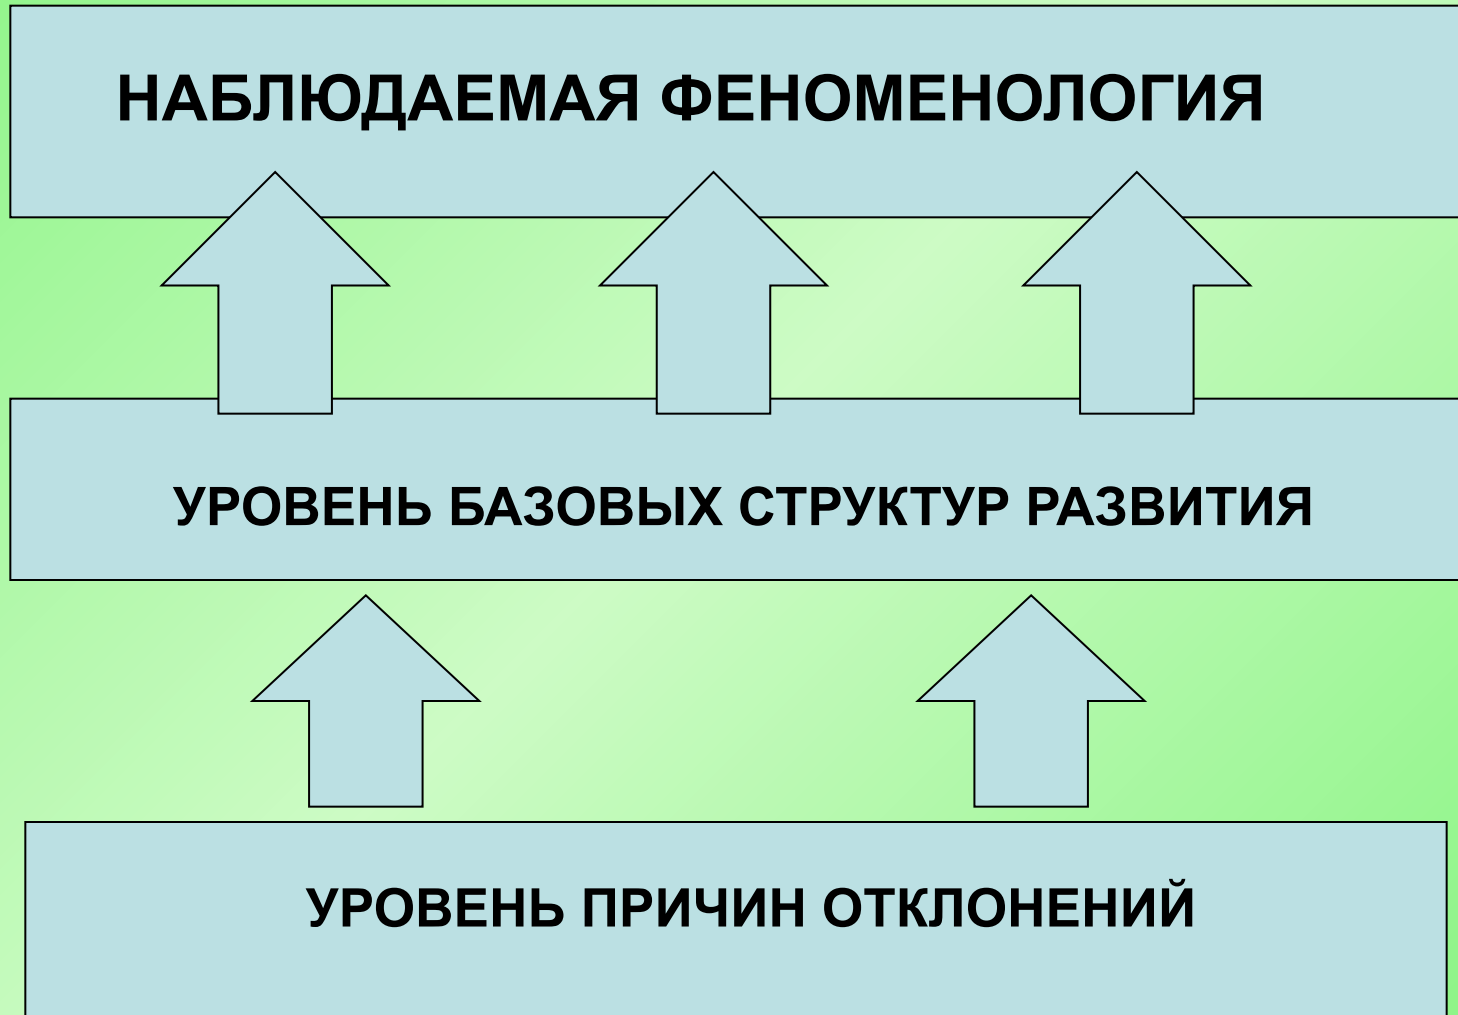 НАБЛЮДАЕМАЯ ФЕНОМЕНОЛОГИЯ
УРОВЕНЬ БАЗОВЫХ СТРУКТУР РАЗВИТИЯ
УРОВЕНЬ ПРИЧИН ОТКЛОНЕНИЙ